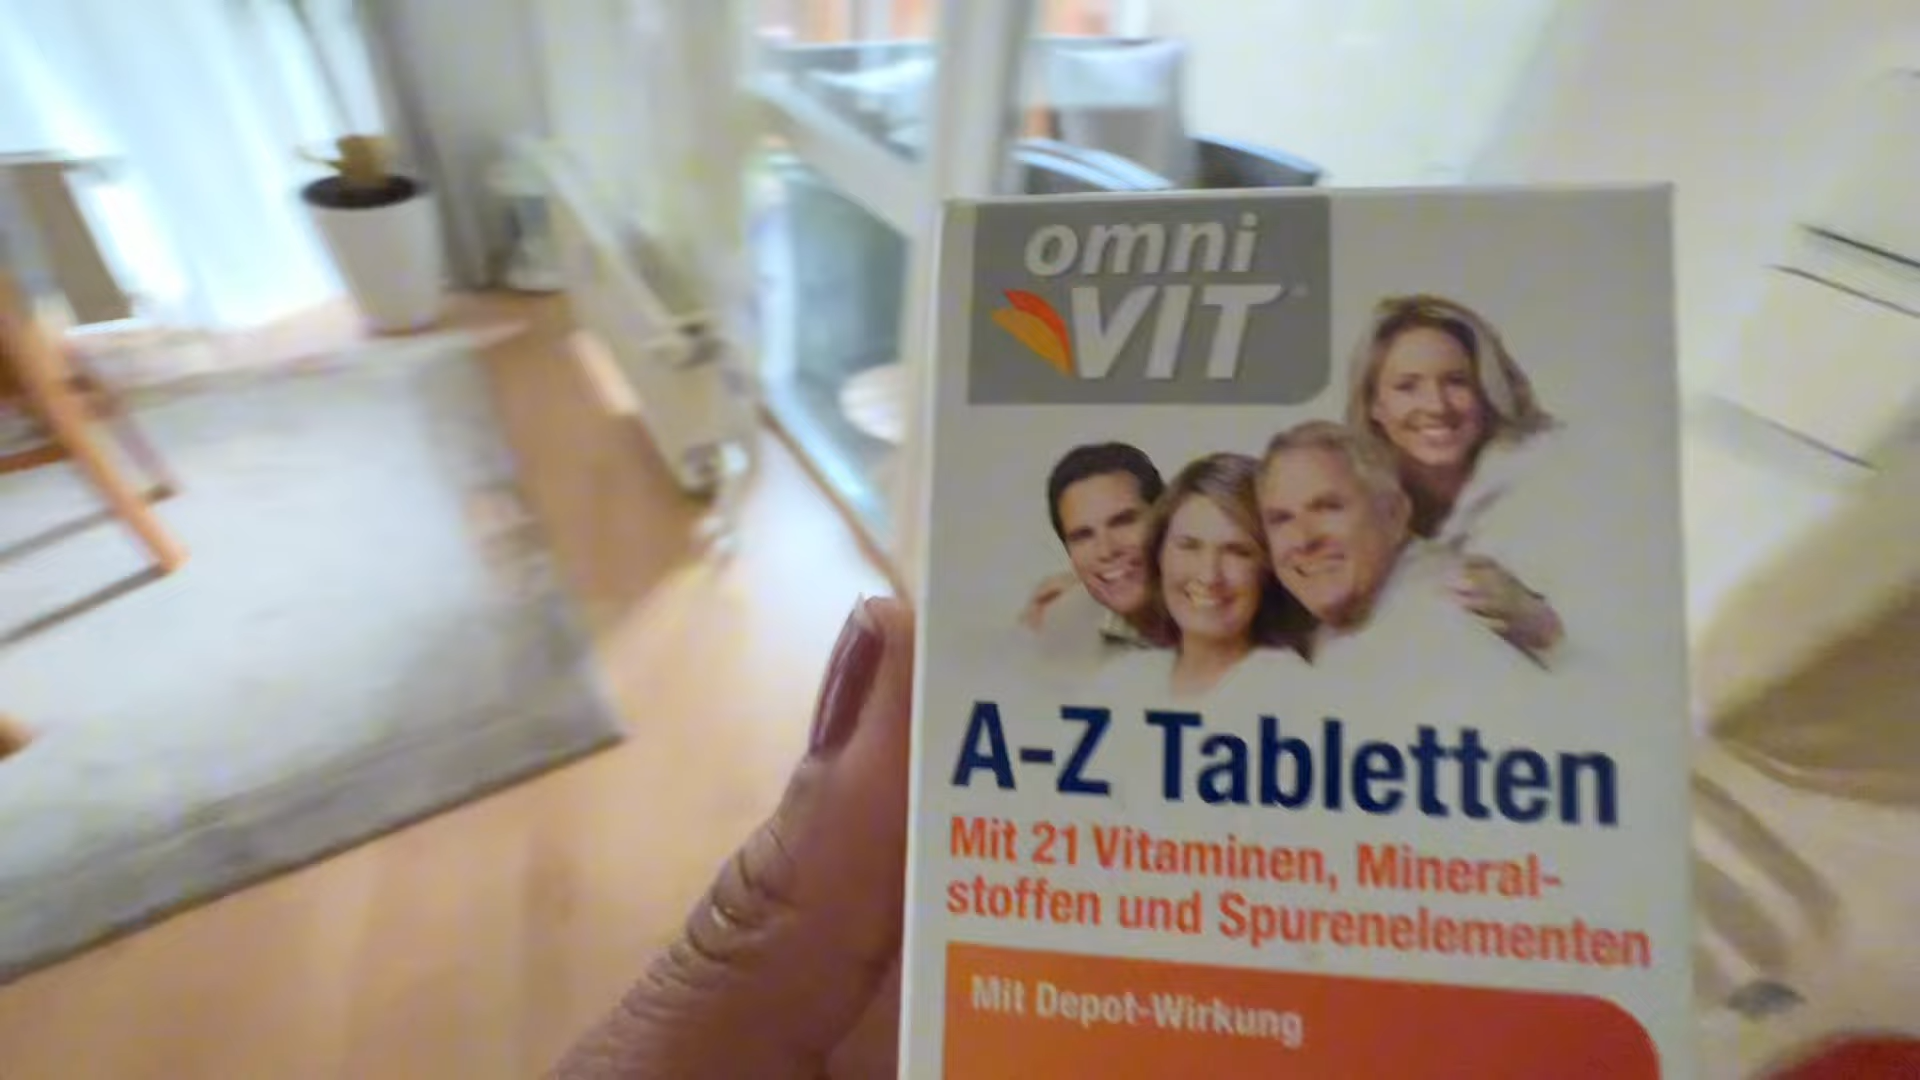 omni
VIT
A-Z Tabletten
Mit 21 Vitaminen, Mineral-
stoffen und Spurenelementen
Mit Depot-Wirkung